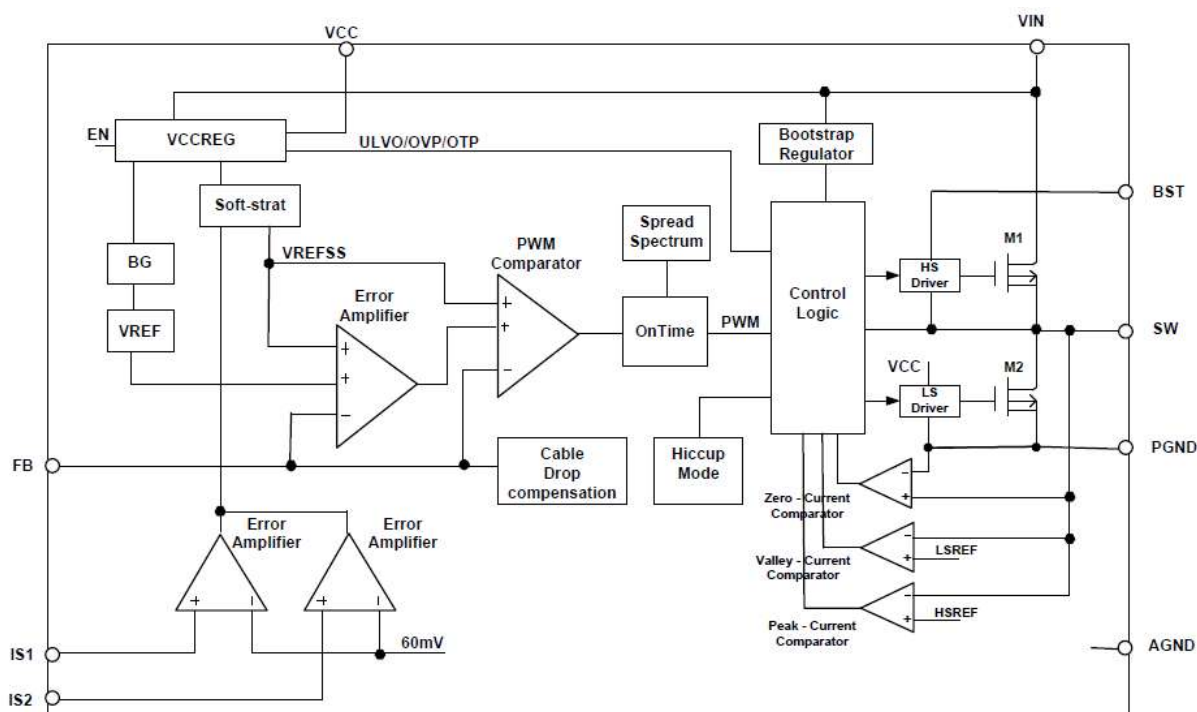 VCC
VIN
EN
VCCREG
ULVO/OVP/OTP
Bootstrap
Regulator
BST
Soft-strat
VREFSS
PWM
Comparator
Spread
Spectrum
M1
BG
HS
Driver
Error
Amplifier
Control
Logic
VREF
OnTime
PWM
SW
+
+
−
+
+
−
VCC
M2
LS
Driver
FB
Cable
Drop
compensation
Hiccup
Mode
PGND
−
+
Zero - Current
Comparator
Error
Amplifier
Error
Amplifier
−
+
LSREF
Valley - Current
Comparator
+
−
+
−
−
+
HSREF
Peak - Current
Comparator
60mV
IS1
AGND
IS2